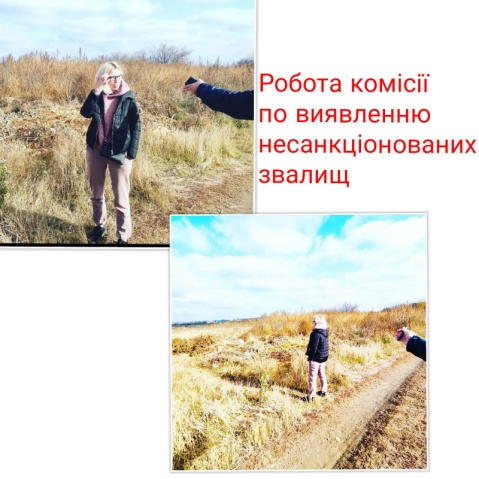 Робота комісії
по виявленню
несанкціонованих
звалищ